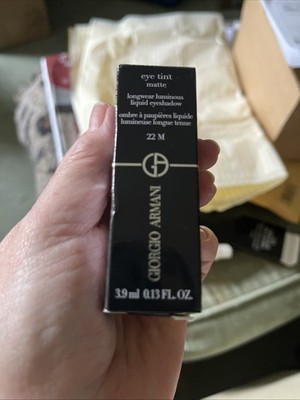 eye tint
matte
longwear luminous
liquid eyeshadow
ombre à paupières liquide
lumineuse longue tenue
22 M
GIORGIO ARMANI
3.9 ml 0.13 FL. OZ.